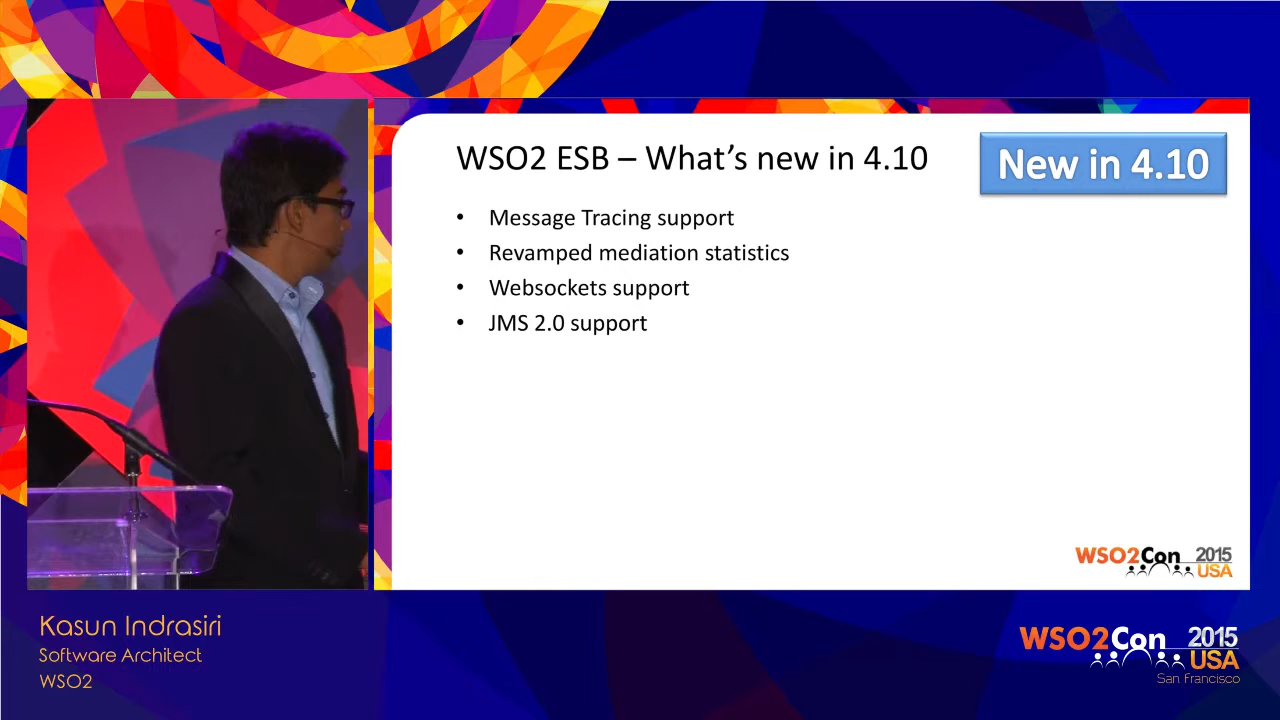 WSO2 ESB – What's new in 4.10
New in 4.10
• Message Tracing support
• Revamped mediation statistics
• Websockets support
• JMS 2.0 support
WSO2Con 2015
USA
Kasun Indrasiri
Software Architect
WSO2
WSO2Con 2015
USA
San Francisco